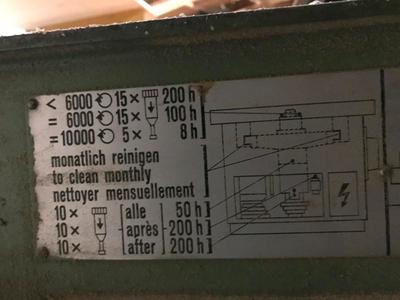 < 6000 15× 200 h
= 6000 15× 100 h
= 10000 5× 8 h
monatlich reinigen
to clean monthly
nettoyer mensuellement
10× [alle 50 h]
10× après 200 h
10× [after 200 h]